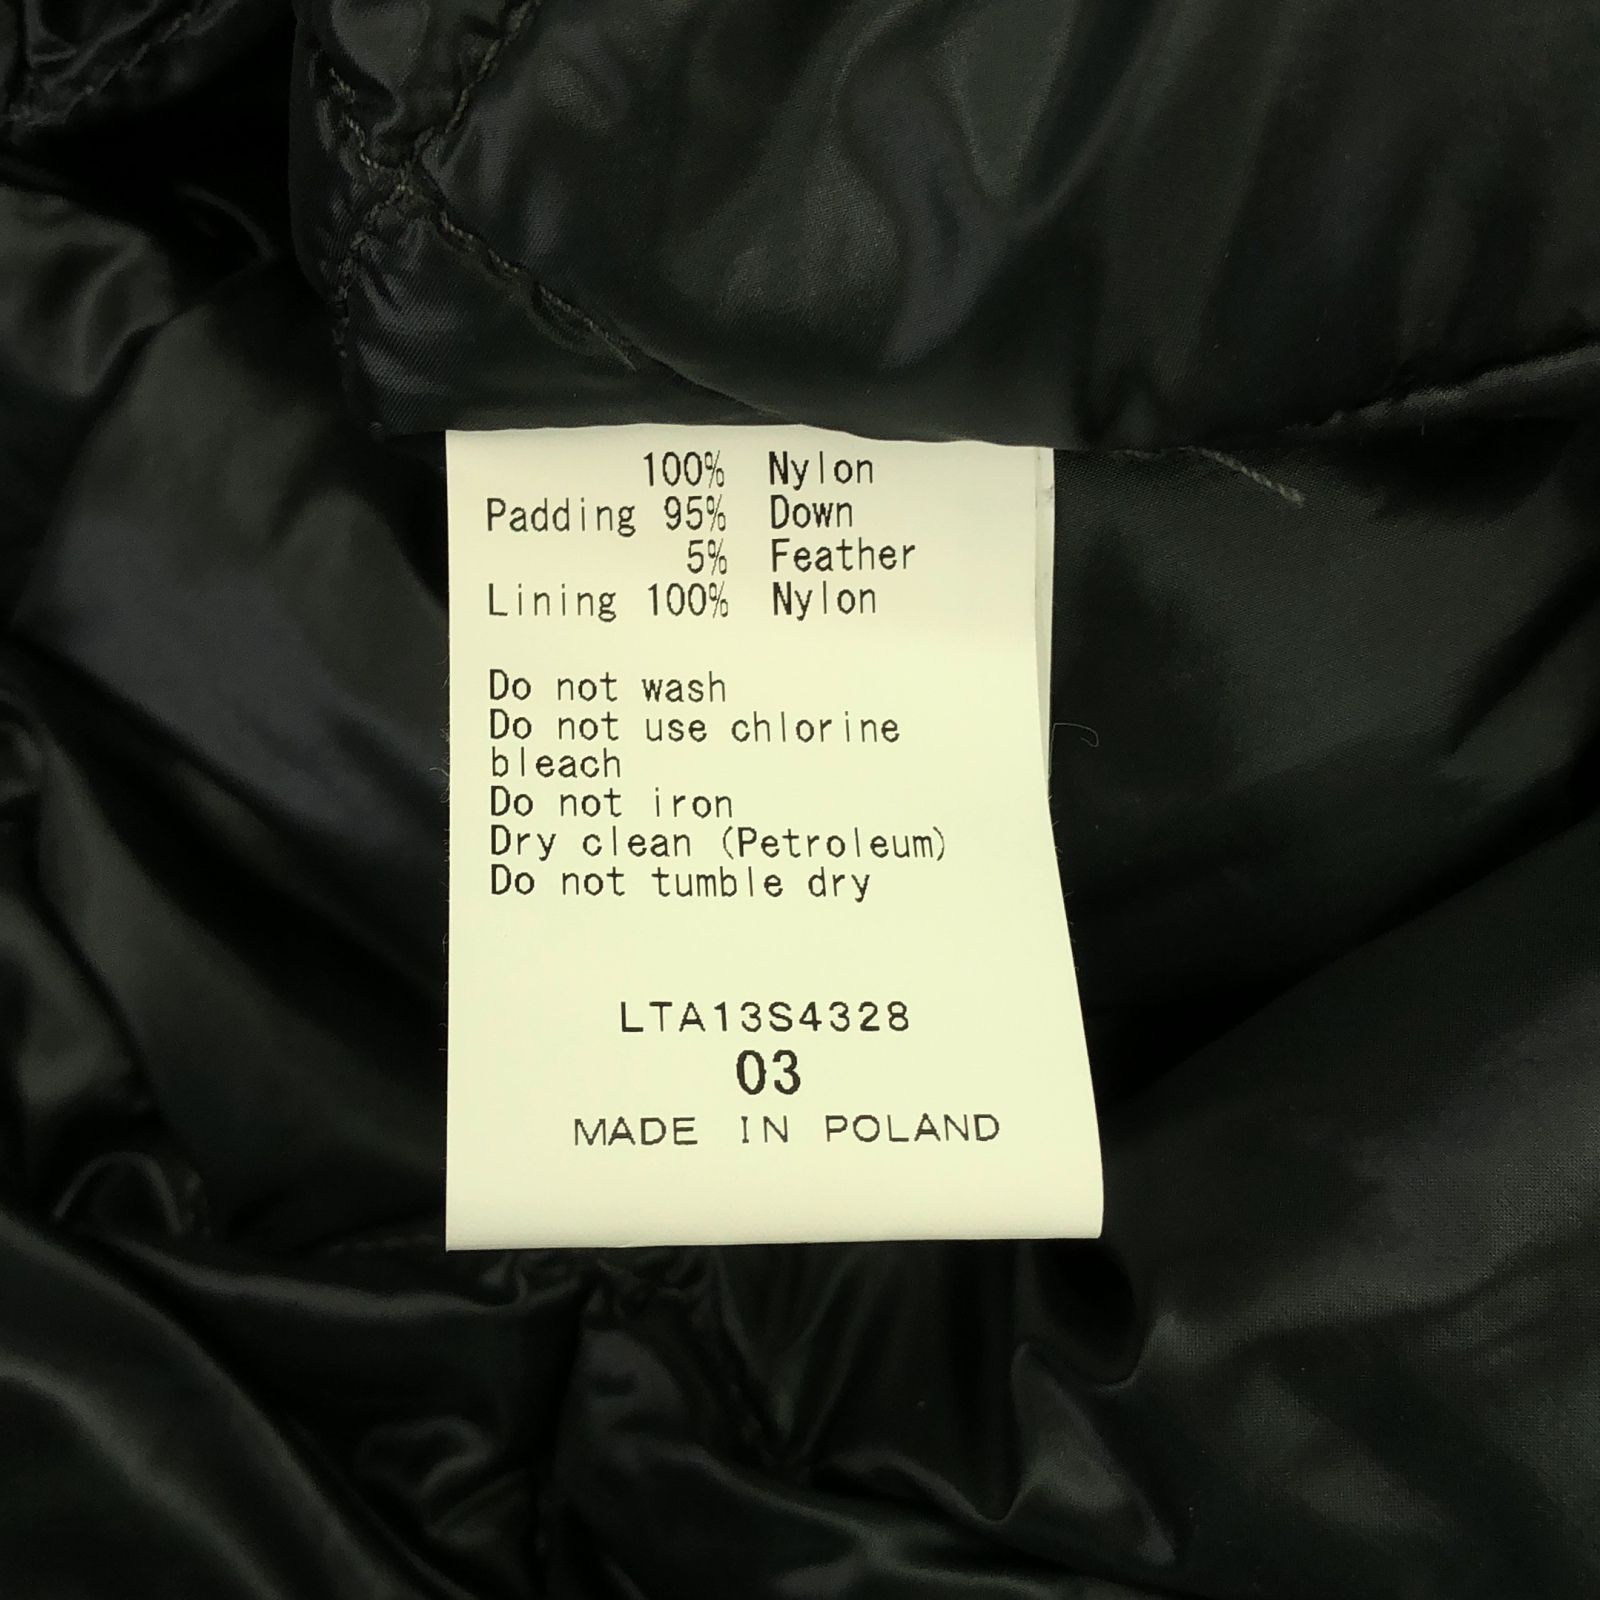 100% Nylon
Padding 95% Down
5% Feather
Lining 100% Nylon
Do not wash
Do not use chlorine
bleach
Do not iron
Dry clean (Petroleum)
Do not tumble dry
LTA13S4328
03
MADE IN POLAND